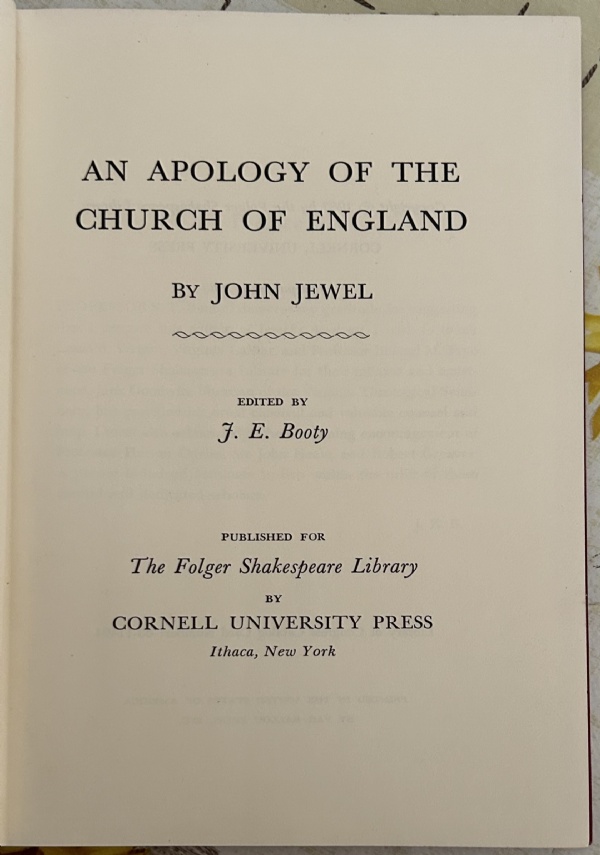 AN APOLOGY OF THE
CHURCH OF ENGLAND
BY JOHN JEWEL
EDITED BY
J. E. Booty
PUBLISHED FOR
The Folger Shakespeare Library
BY
CORNELL UNIVERSITY PRESS
Ithaca, New York